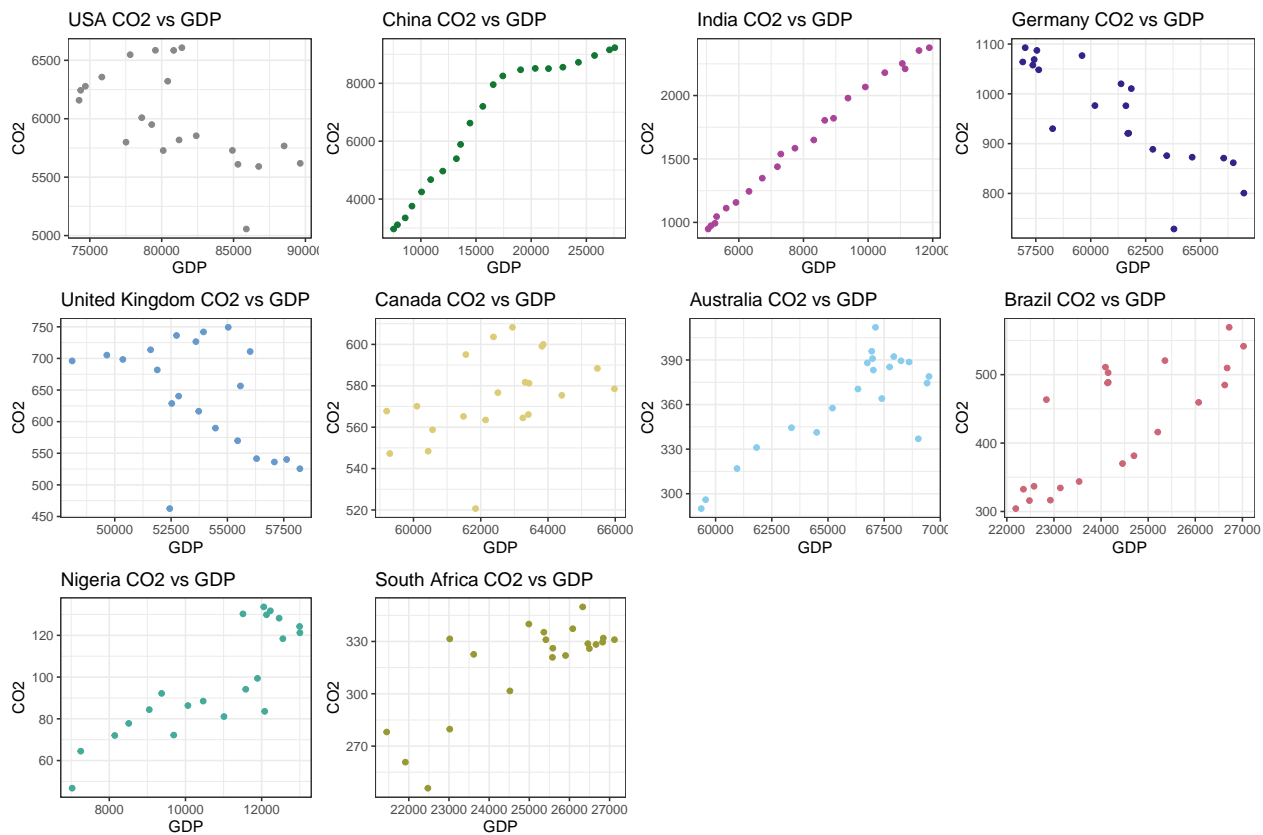 USA CO2 vs GDP
CO2
6500
6000
5500
5000
75000 80000 85000 90000
GDP
China CO2 vs GDP
CO2
8000
6000
4000
10000 15000 20000 25000
GDP
India CO2 vs GDP
CO2
2000
1500
1000
6000 8000 10000 12000
GDP
Germany CO2 vs GDP
CO2
1100
1000
900
800
57500 60000 62500 65000
GDP
United Kingdom CO2 vs GDP
CO2
750
700
650
600
550
500
450
50000 52500 55000 57500
GDP
Canada CO2 vs GDP
CO2
600
580
560
540
520
60000 62000 64000 66000
GDP
Australia CO2 vs GDP
CO2
390
360
330
300
60000 62500 65000 67500 7000
GDP
Brazil CO2 vs GDP
CO2
500
400
300
22000 23000 24000 25000 26000 27000
GDP
Nigeria CO2 vs GDP
CO2
120
100
80
60
8000 10000 12000
GDP
South Africa CO2 vs GDP
CO2
330
300
270
22000 23000 24000 25000 26000 27000
GDP